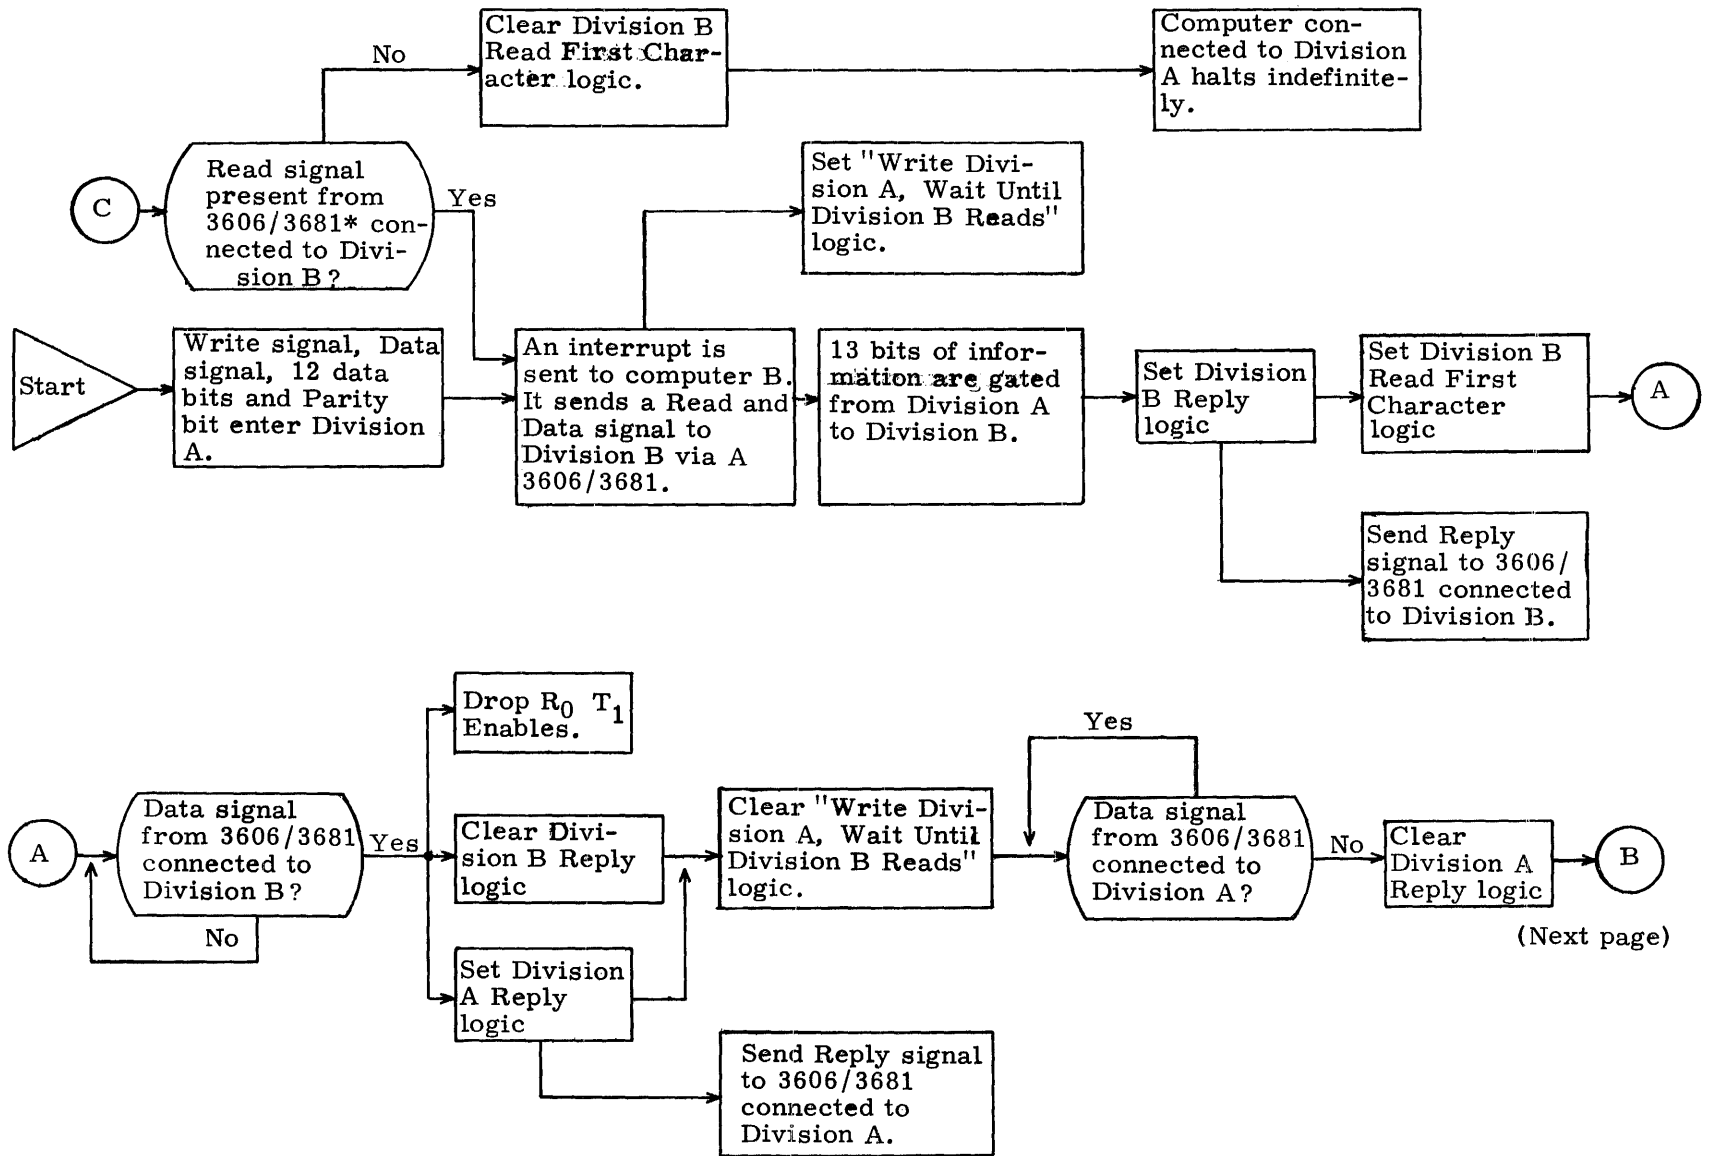 Clear Division B
Read First Char-
acter logic.
Computer con-
nected to Division
A halts indefinite-
ly.
No
C
Read signal
present from
3606/3681* con-
nected to Divi-
sion B?
Yes
Set "Write Divi-
sion A, Wait Until
Division B Reads"
logic.
Start
Write signal, Data
signal, 12 data
bits and Parity
bit enter Division
A.
An interrupt is
sent to computer B.
It sends a Read and
Data signal to
Division B via A
3606/3681.
13 bits of infor-
mation are gated
from Division A
to Division B.
Set Division
B Reply
logic
Set Division B
Read First
Character
logic
A
Send Reply
signal to 3606/
3681 connected
to Division B.
A
Data signal
from 3606/3681
connected to
Division B?
Yes
No
Drop R0 T1
Enables.
Clear Divi-
sion B Reply
logic
Set Division
A Reply
logic
Clear "Write Divi-
sion A, Wait Until
Division B Reads"
logic.
Send Reply signal
to 3606/3681
connected to
Division A.
Yes
Data signal
from 3606/3681
connected to
Division A?
No
Clear
Division A
Reply logic
B
(Next page)